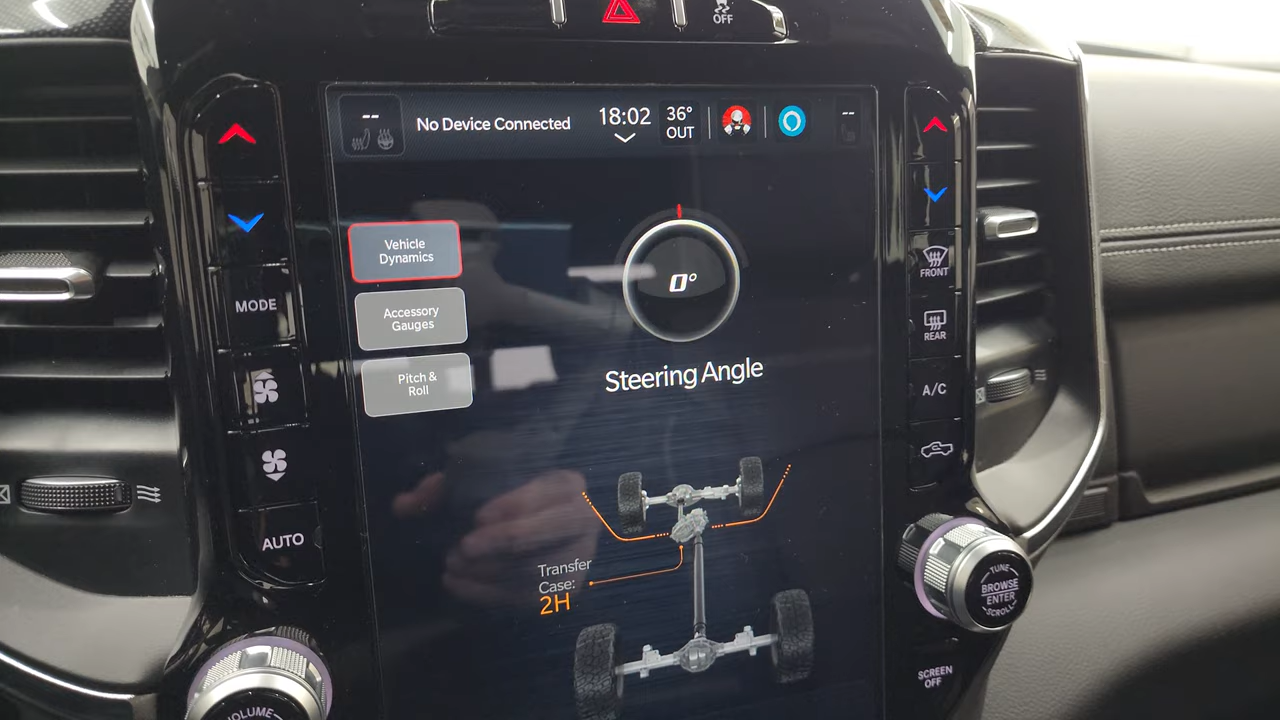 OFF
--
No Device Connected
18:02
36°
OUT
--
Vehicle
Dynamics
Accessory
Gauges
Pitch &
Roll
0°
Steering Angle
Transfer
Case:
2H
MODE
AUTO
VOLUME
FRONT
REAR
A/C
TUNE
BROWSE
ENTER
SCROLL
SCREEN
OFF